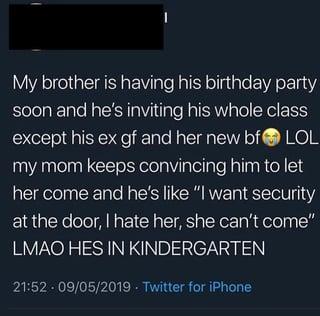 My brother is having his birthday party
soon and he's inviting his whole class
except his ex gf and her new bf😭 LOL
my mom keeps convincing him to let
her come and he's like "I want security
at the door, I hate her, she can't come"
LMAO HES IN KINDERGARTEN
21:52 · 09/05/2019 · Twitter for iPhone